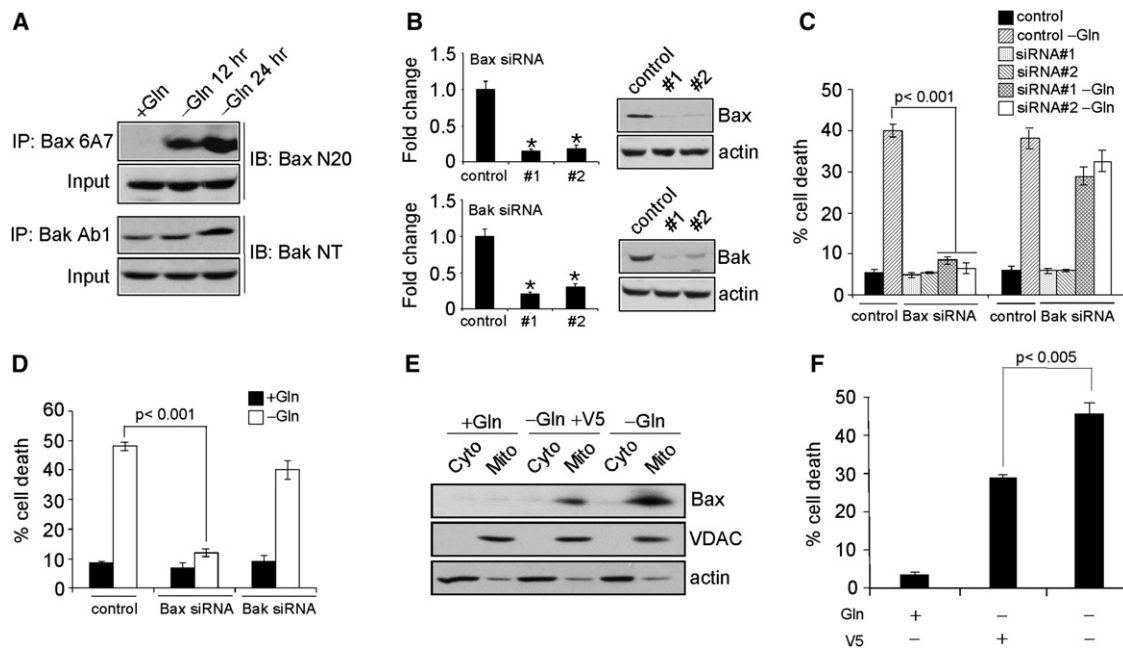 A
+Gln
−Gln 12 hr
−Gln 24 hr
IP: Bax 6A7
IB: Bax N20
Input
IP: Bak Ab1
IB: Bak NT
Input
B
Fold change
1.5
1.0
0.5
0.0
Bax siRNA
*
*
control
#1
#2
control
#1
#2
Bax
actin
Fold change
1.5
1.0
0.5
0.0
Bak siRNA
*
*
control
#1
#2
control
#1
#2
Bak
actin
C
control
control −Gln
siRNA#1
siRNA#2
siRNA#1 −Gln
siRNA#2 −Gln
% cell death
50
40
30
20
10
0
p< 0.001
control
Bax siRNA
control
Bak siRNA
D
+Gln
−Gln
% cell death
60
50
40
30
20
10
0
p< 0.001
control
Bax siRNA
Bak siRNA
E
+Gln
−Gln +V5
−Gln
Cyto
Mito
Cyto
Mito
Cyto
Mito
Bax
VDAC
actin
F
% cell death
50
40
30
20
10
0
p< 0.005
Gln + − −
V5 − + −